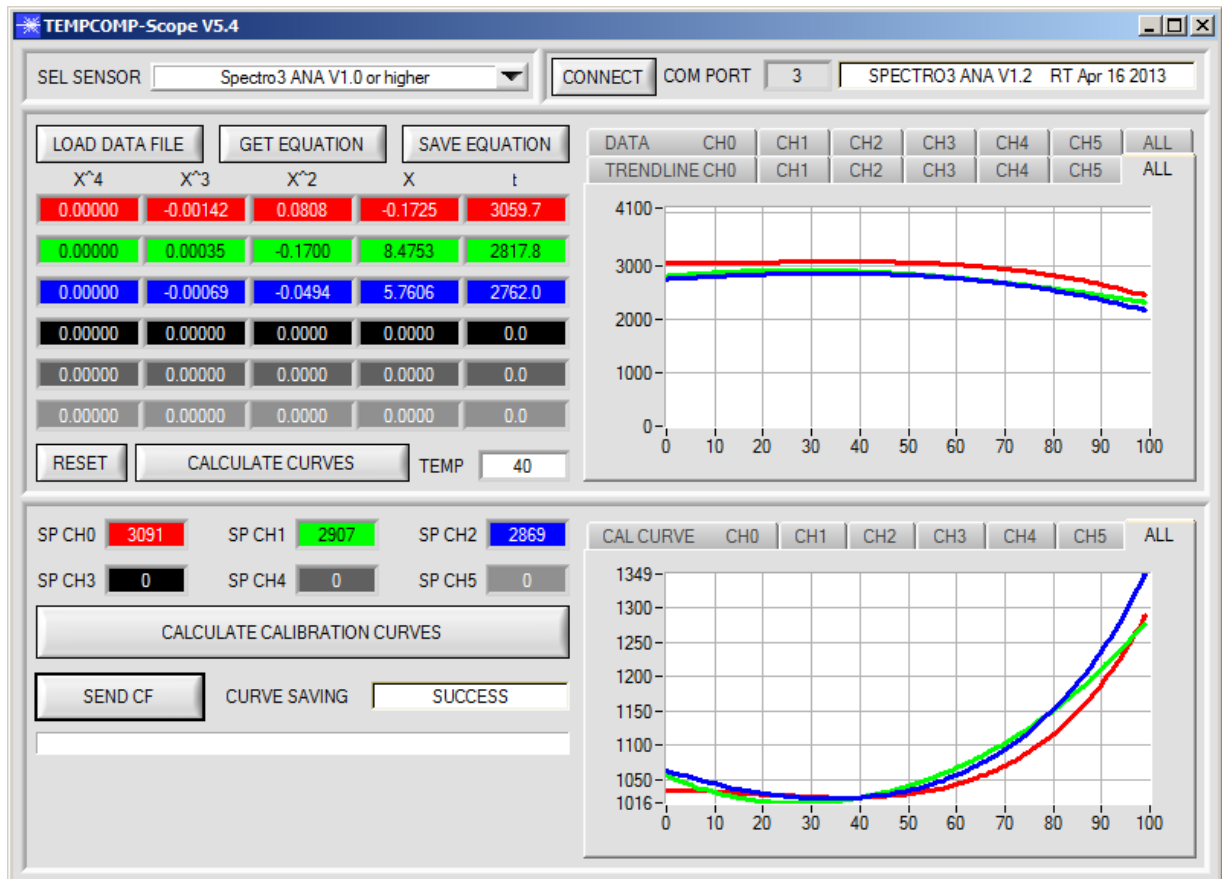 TEMPCOMP-Scope V5.4
SEL SENSOR Spectro3 ANA V1.0 or higher CONNECT COM PORT 3 SPECTRO3 ANA V1.2 RT Apr 16 2013
LOAD DATA FILE GET EQUATION SAVE EQUATION
X^4 X^3 X^2 X t
0.00000 -0.00142 0.0808 -0.1725 3059.7
0.00000 0.00035 -0.1700 8.4753 2817.8
0.00000 -0.00069 -0.0494 5.7606 2762.0
0.00000 0.00000 0.0000 0.0000 0.0
0.00000 0.00000 0.0000 0.0000 0.0
0.00000 0.00000 0.0000 0.0000 0.0
RESET CALCULATE CURVES TEMP 40
DATA CH0 CH1 CH2 CH3 CH4 CH5 ALL
TRENDLINE CH0 CH1 CH2 CH3 CH4 CH5 ALL
4100
3000
2000
1000
0
0 10 20 30 40 50 60 70 80 90 100
SP CH0 3091 SP CH1 2907 SP CH2 2869
SP CH3 0 SP CH4 0 SP CH5 0
CALCULATE CALIBRATION CURVES
SEND CF CURVE SAVING SUCCESS
CAL CURVE CH0 CH1 CH2 CH3 CH4 CH5 ALL
1349
1300
1250
1200
1150
1100
1050
1016
0 10 20 30 40 50 60 70 80 90 100